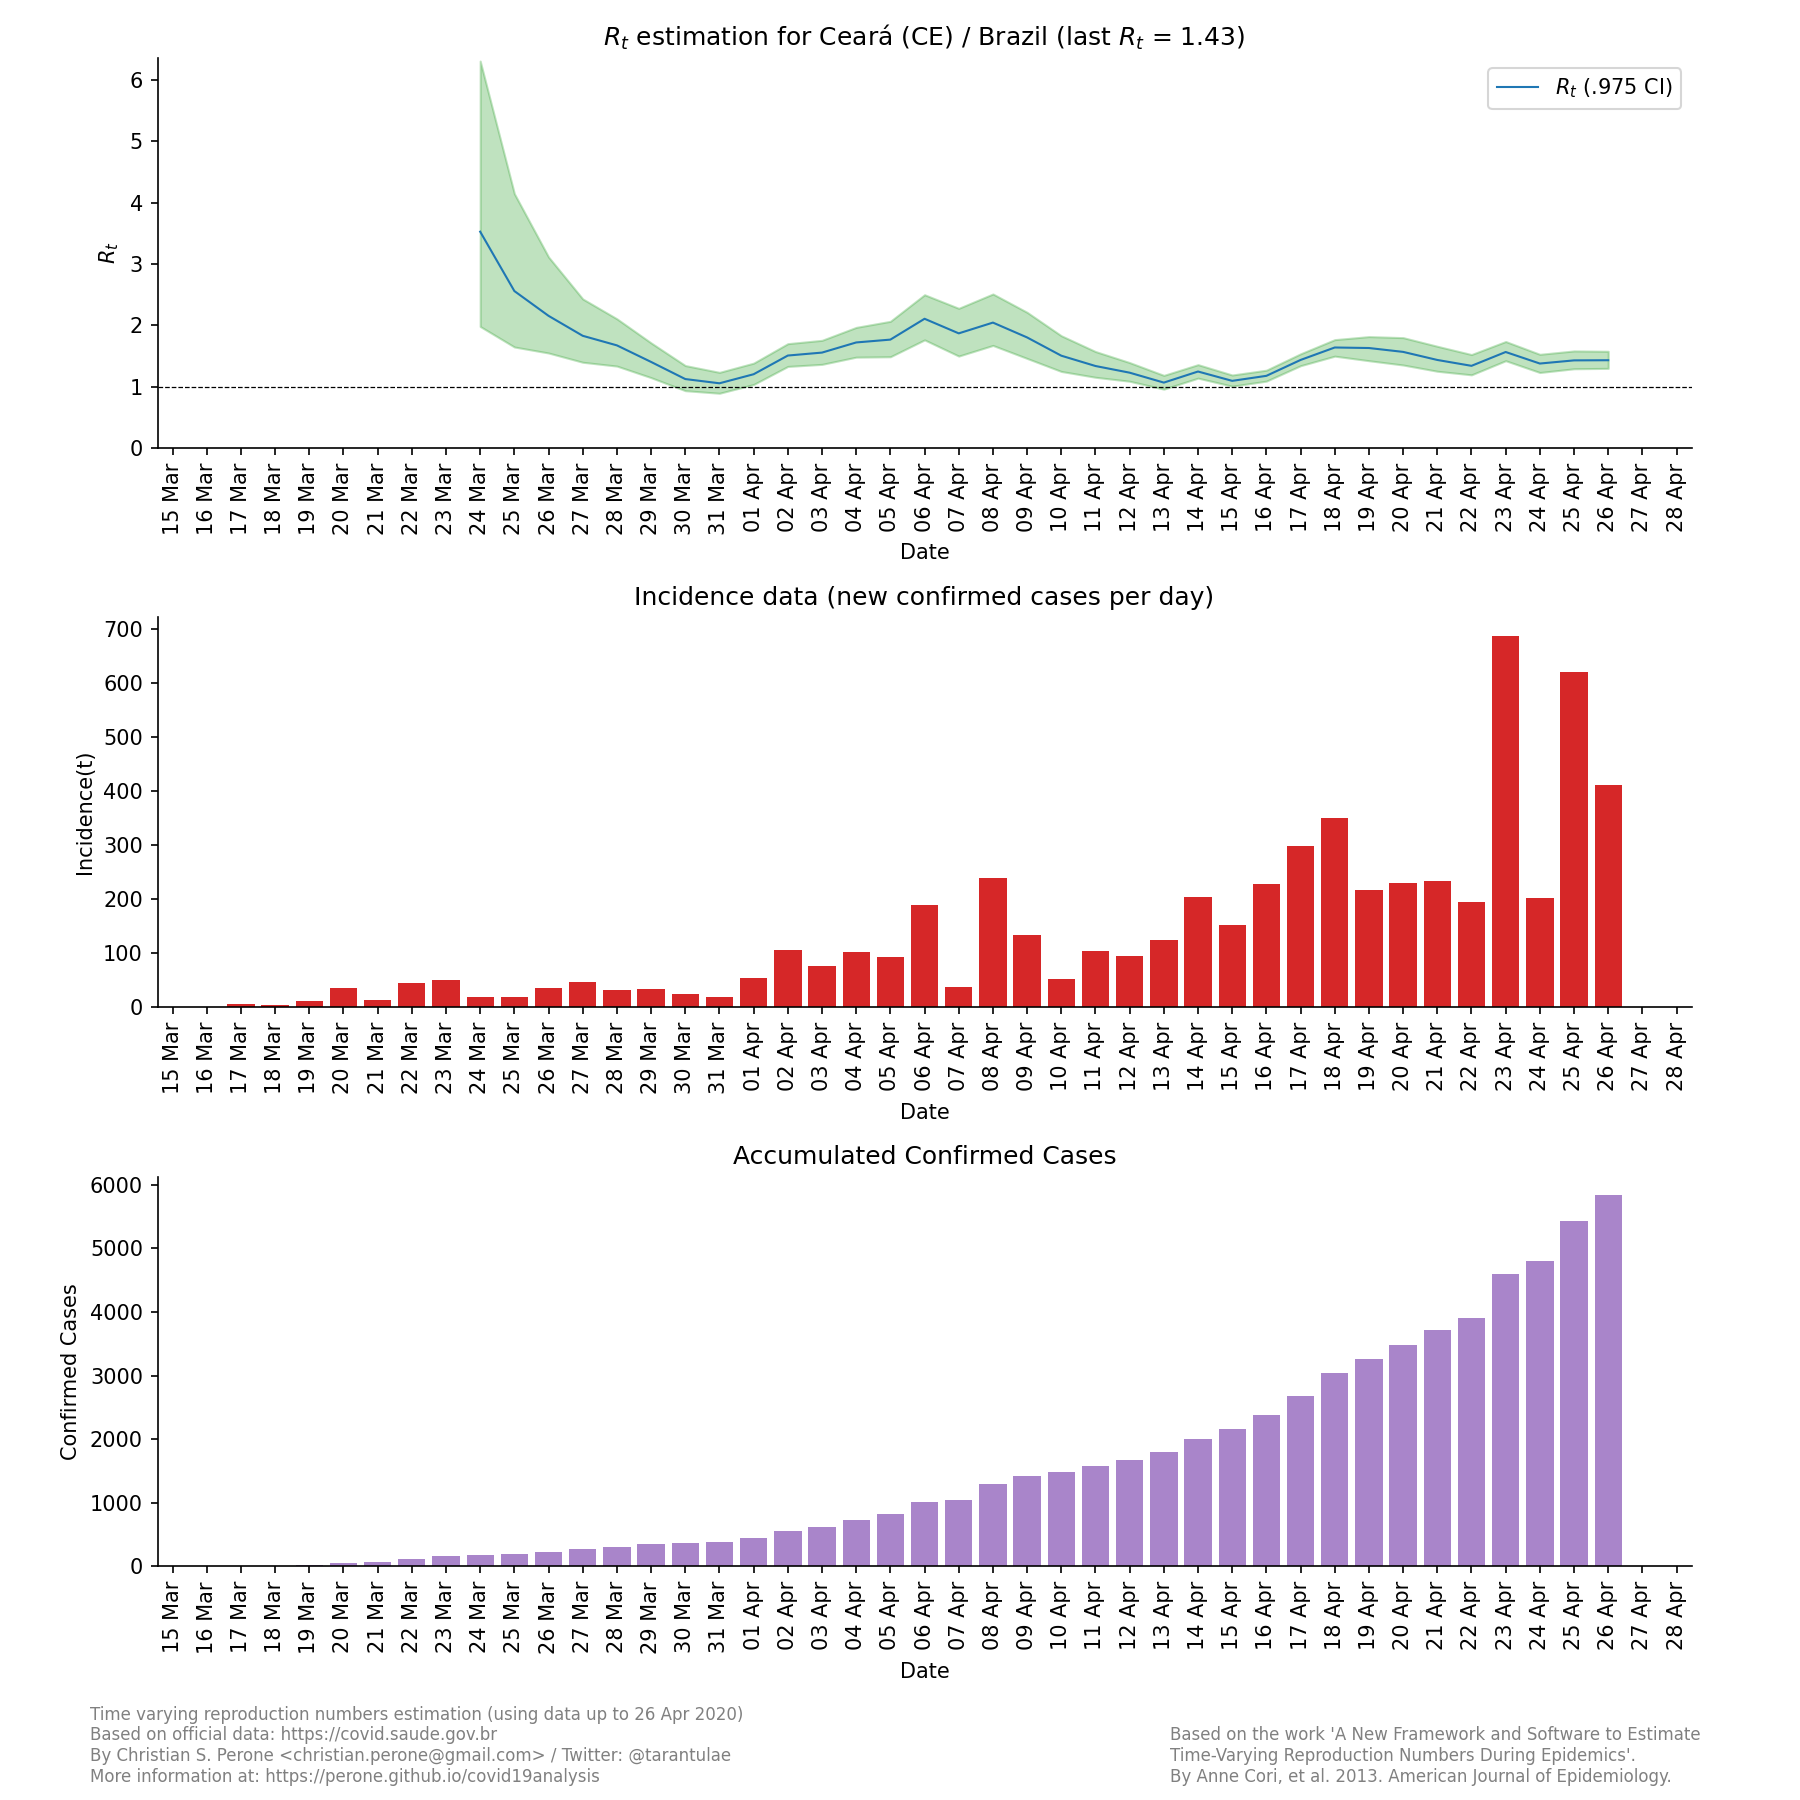 Rt estimation for Ceará (CE) / Brazil (last Rt = 1.43)
Rt (.975 CI)
Rt
6
5
4
3
2
1
0
15 Mar 16 Mar 17 Mar 18 Mar 19 Mar 20 Mar 21 Mar 22 Mar 23 Mar 24 Mar 25 Mar 26 Mar 27 Mar 28 Mar 29 Mar 30 Mar 31 Mar 01 Apr 02 Apr 03 Apr 04 Apr 05 Apr 06 Apr 07 Apr 08 Apr 09 Apr 10 Apr 11 Apr 12 Apr 13 Apr 14 Apr 15 Apr 16 Apr 17 Apr 18 Apr 19 Apr 20 Apr 21 Apr 22 Apr 23 Apr 24 Apr 25 Apr 26 Apr 27 Apr 28 Apr
Date
Incidence data (new confirmed cases per day)
Incidence(t)
700
600
500
400
300
200
100
0
15 Mar 16 Mar 17 Mar 18 Mar 19 Mar 20 Mar 21 Mar 22 Mar 23 Mar 24 Mar 25 Mar 26 Mar 27 Mar 28 Mar 29 Mar 30 Mar 31 Mar 01 Apr 02 Apr 03 Apr 04 Apr 05 Apr 06 Apr 07 Apr 08 Apr 09 Apr 10 Apr 11 Apr 12 Apr 13 Apr 14 Apr 15 Apr 16 Apr 17 Apr 18 Apr 19 Apr 20 Apr 21 Apr 22 Apr 23 Apr 24 Apr 25 Apr 26 Apr 27 Apr 28 Apr
Date
Accumulated Confirmed Cases
Confirmed Cases
6000
5000
4000
3000
2000
1000
0
15 Mar 16 Mar 17 Mar 18 Mar 19 Mar 20 Mar 21 Mar 22 Mar 23 Mar 24 Mar 25 Mar 26 Mar 27 Mar 28 Mar 29 Mar 30 Mar 31 Mar 01 Apr 02 Apr 03 Apr 04 Apr 05 Apr 06 Apr 07 Apr 08 Apr 09 Apr 10 Apr 11 Apr 12 Apr 13 Apr 14 Apr 15 Apr 16 Apr 17 Apr 18 Apr 19 Apr 20 Apr 21 Apr 22 Apr 23 Apr 24 Apr 25 Apr 26 Apr 27 Apr 28 Apr
Date
Time varying reproduction numbers estimation (using data up to 26 Apr 2020)
Based on official data: https://covid.saude.gov.br
By Christian S. Perone <christian.perone@gmail.com> / Twitter: @tarantulae
More information at: https://perone.github.io/covid19analysis
Based on the work 'A New Framework and Software to Estimate
Time-Varying Reproduction Numbers During Epidemics'.
By Anne Cori, et al. 2013. American Journal of Epidemiology.